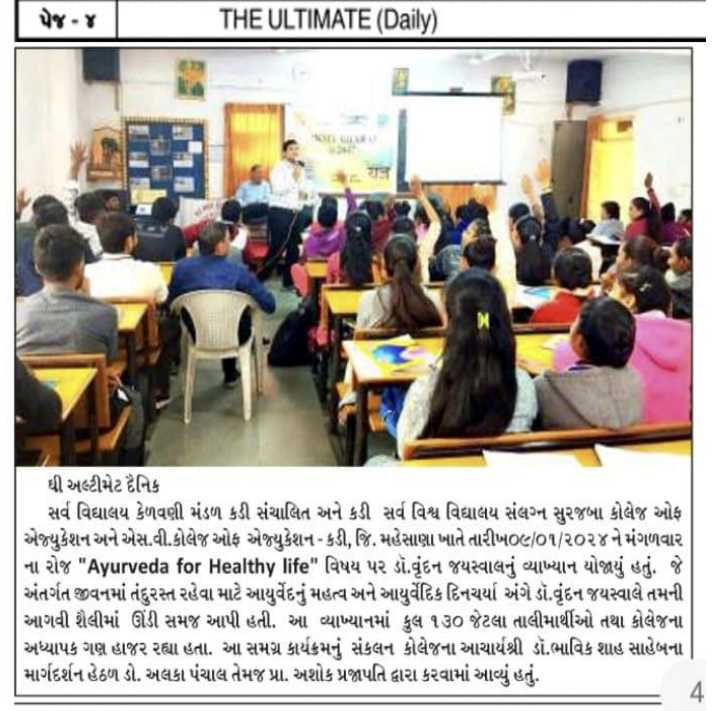 પેજ - ૪
THE ULTIMATE (Daily)
ધી અલ્ટીમેટ દૈનિક
સર્વ વિદ્યાલય કેળવણી મંડળ કડી સંચાલિત અને કડી સર્વ વિશ્વ વિદ્યાલય સંલગ્ન સુરજબા કોલેજ ઓફ
એજ્યુકેશન અને એસ.વી.કોલેજ ઓફ એજ્યુકેશન - કડી, જિ. મહેસાણા ખાતે તારીખ૦૯/૦૧/૨૦૨૪ ને મંગળવાર
ના રોજ "Ayurveda for Healthy life" વિષય પર ડૉ.વૃંદન જયસ્વાલનું વ્યાખ્યાન યોજાયું હતું. જે
અંતર્ગત જીવનમાં તંદુરસ્ત રહેવા માટે આયુર્વેદનું મહત્વ અને આયુર્વેદિક દિનચર્યા અંગે ડૉ.વૃંદન જયસ્વાલે તમની
આગવી શૈલીમાં ઊંડી સમજ આપી હતી. આ વ્યાખ્યાનમાં કુલ ૧૩૦ જેટલા તાલીમાર્થીઓ તથા કોલેજના
અધ્યાપક ગણ હાજર રહ્યા હતા. આ સમગ્ર કાર્યક્રમનું સંકલન કોલેજના આચાર્યશ્રી ડૉ.ભાવિક શાહ સાહેબના
માર્ગદર્શન હેઠળ ડો. અલકા પંચાલ તેમજ પ્રા. અશોક પ્રજાપતિ દ્વારા કરવામાં આવ્યું હતું.
4